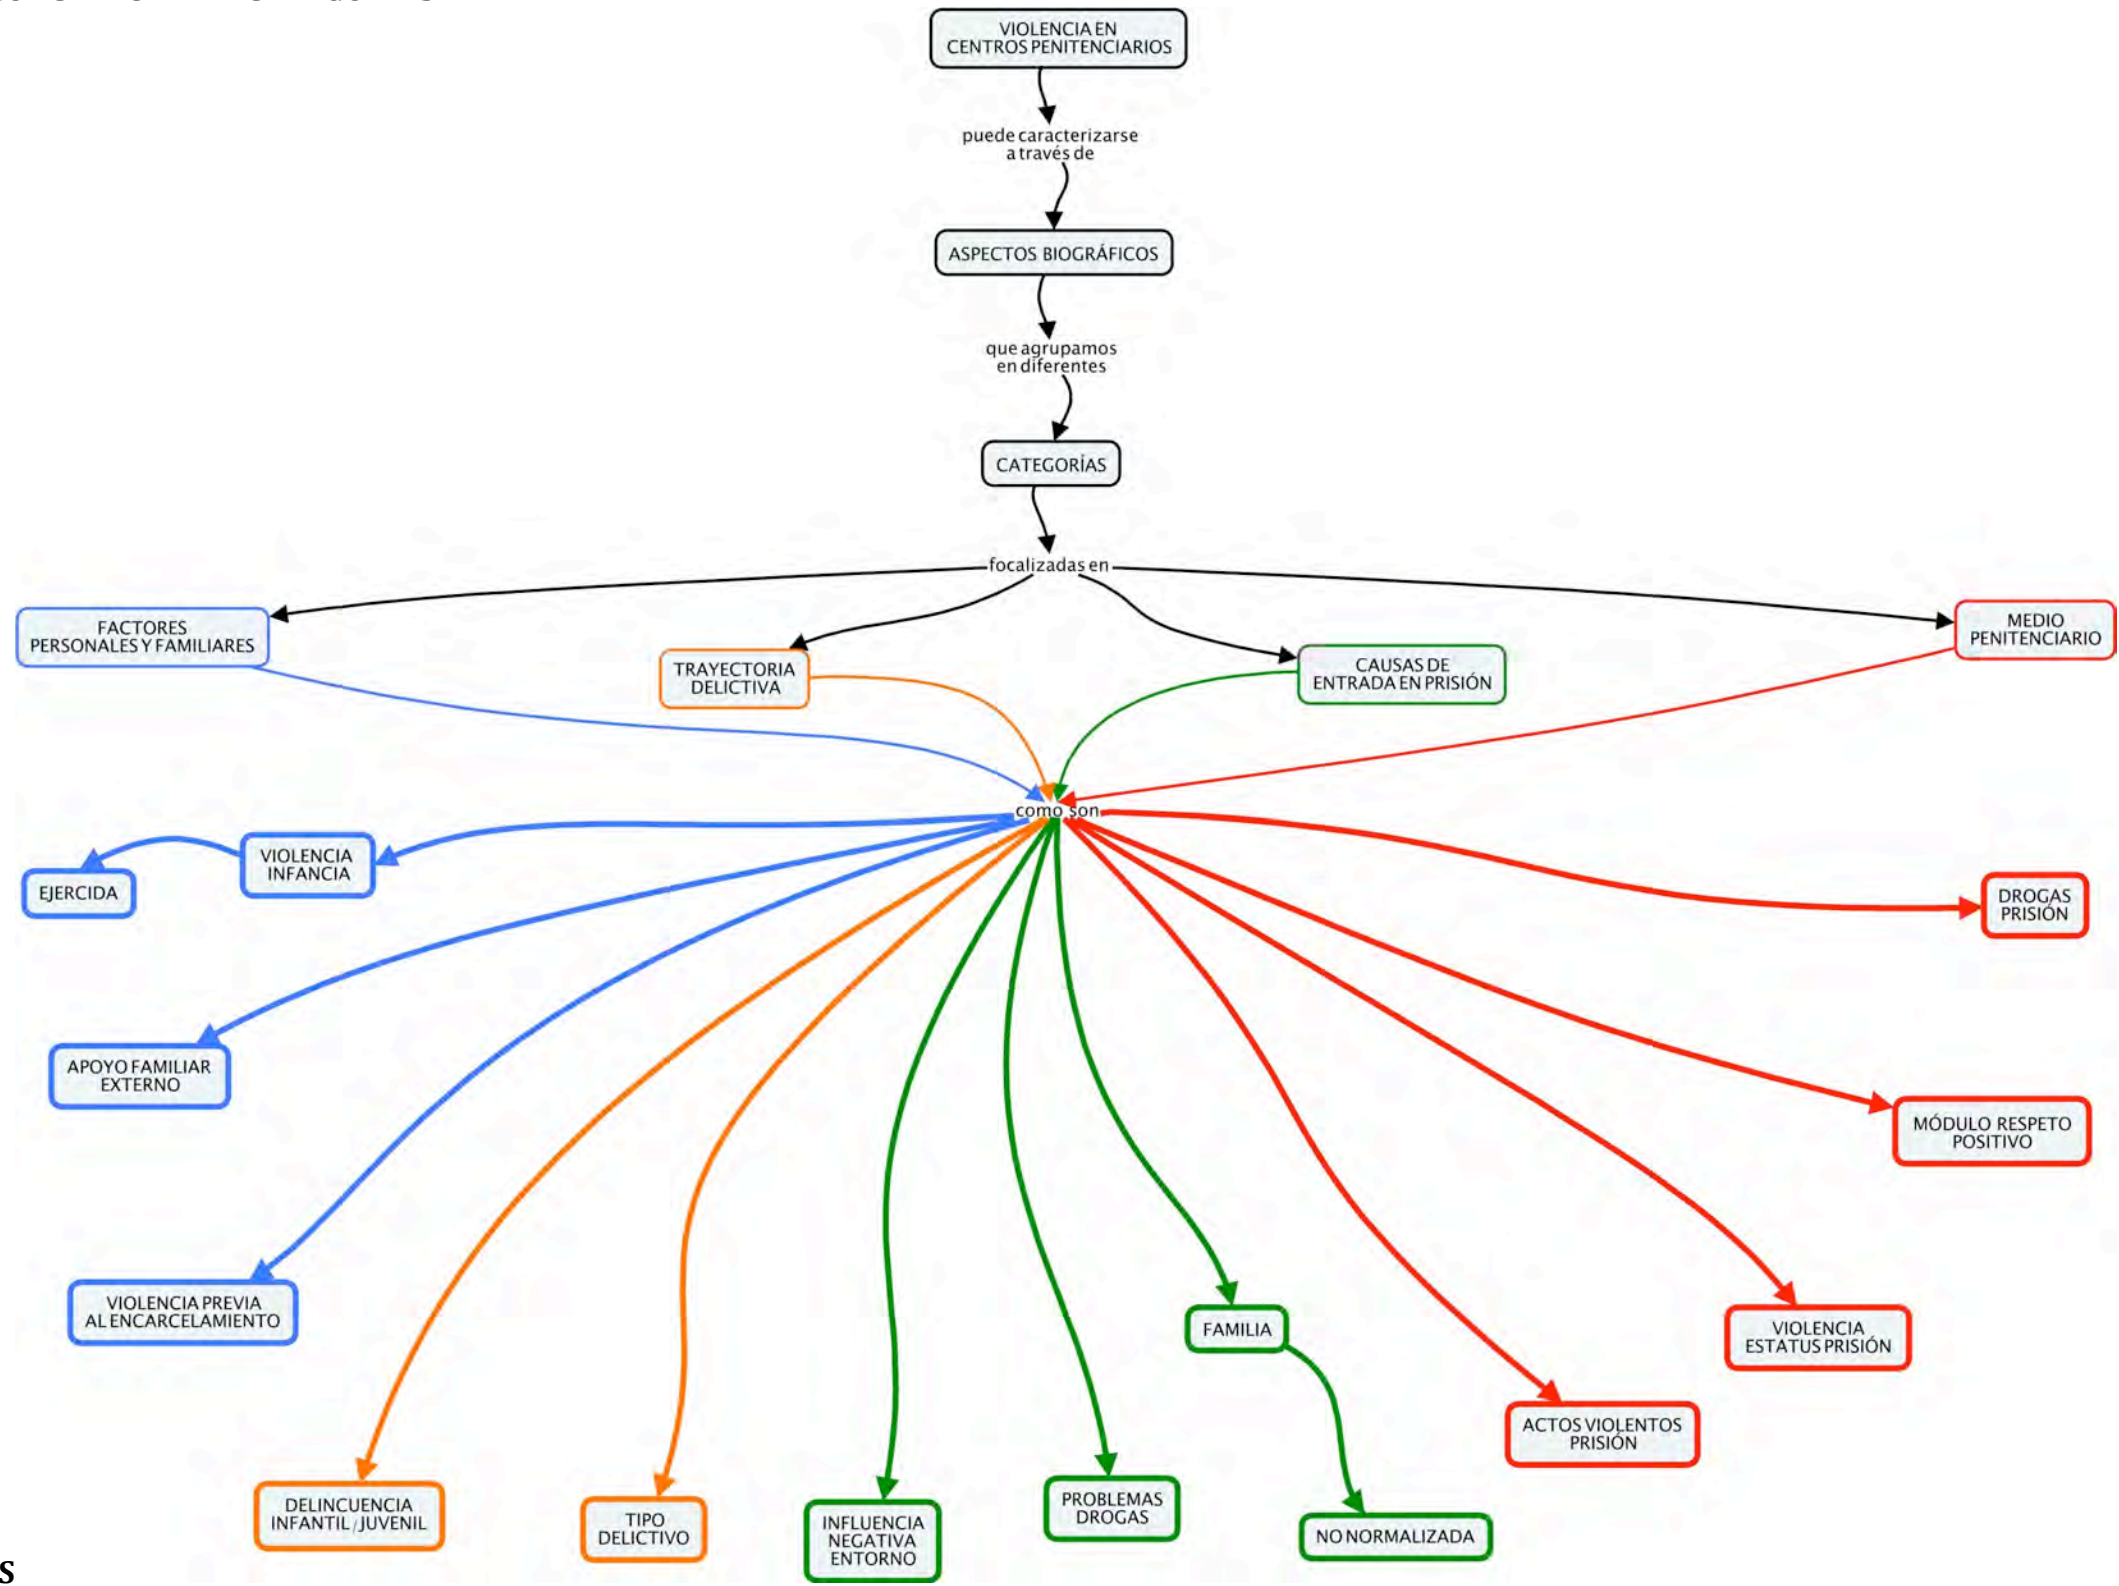 VIOLENCIA EN
CENTROS PENITENCIARIOS
puede caracterizarse
a través de
ASPECTOS BIOGRÁFICOS
que agrupamos
en diferentes
CATEGORÍAS
focalizadas en
FACTORES
PERSONALES Y FAMILIARES
TRAYECTORIA
DELICTIVA
CAUSAS DE
ENTRADA EN PRISIÓN
MEDIO
PENITENCIARIO
como son
EJERCIDA
VIOLENCIA
INFANCIA
DROGAS
PRISIÓN
APOYO FAMILIAR
EXTERNO
MÓDULO RESPETO
POSITIVO
VIOLENCIA PREVIA
AL ENCARCELAMIENTO
FAMILIA
VIOLENCIA
ESTATUS PRISIÓN
ACTOS VIOLENTOS
PRISIÓN
DELINCUENCIA
INFANTIL/JUVENIL
TIPO
DELICTIVO
INFLUENCIA
NEGATIVA
ENTORNO
PROBLEMAS
DROGAS
NO NORMALIZADA
s